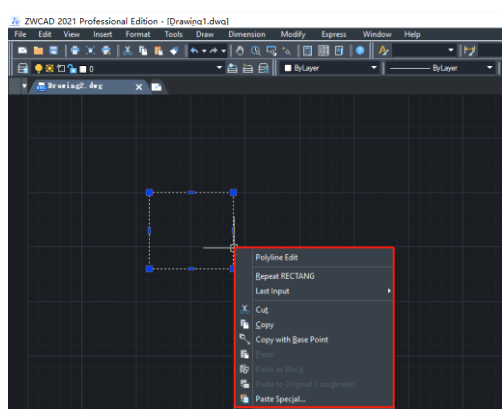 ZWCAD 2021 Professional Edition - [Drawing1.dwg]
File Edit View Insert Format Tools Draw Dimension Modify Express Window Help
0 ByLayer ByLayer
Drawing2.dwg
Polyline Edit
Repeat RECTANG
Last Input
Cut
Copy
Copy with Base Point
Paste
Paste as Block
Paste to Original Coordinates
Paste Special...